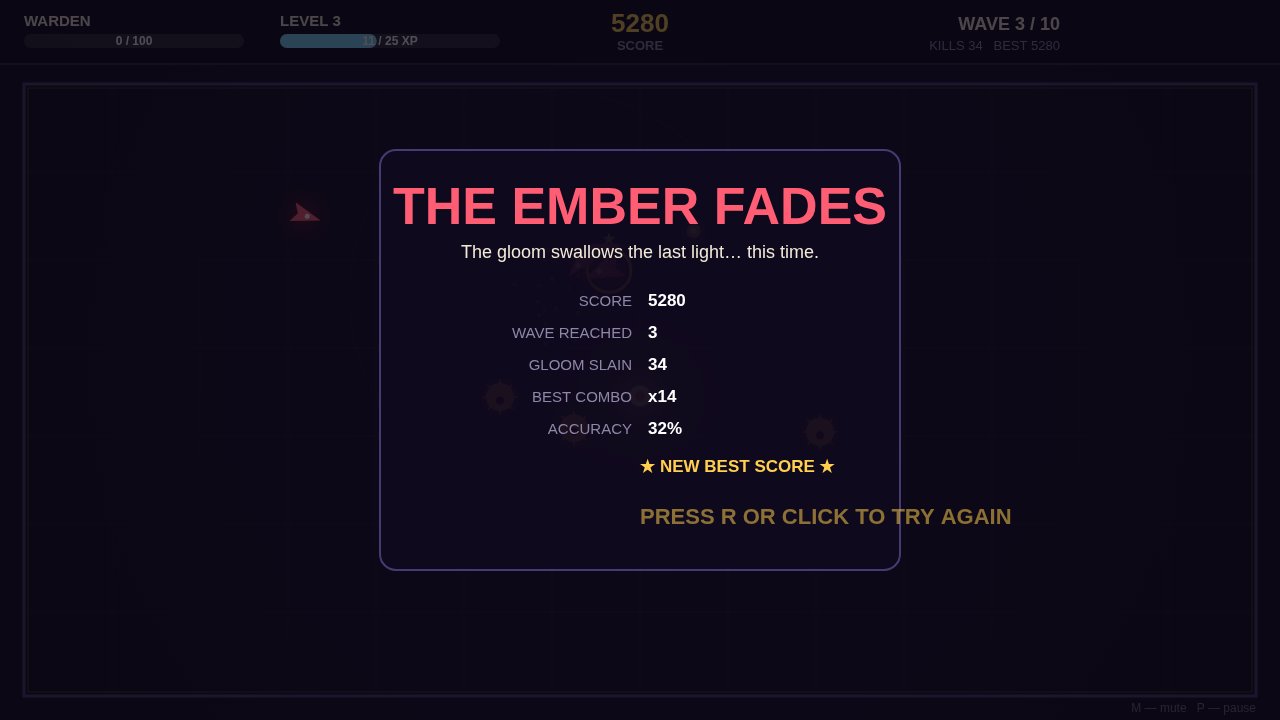 WARDEN
0 / 100
LEVEL 3
11 / 25 XP
5280
SCORE
WAVE 3 / 10
KILLS 34 BEST 5280
THE EMBER FADES
The gloom swallows the last light… this time.
SCORE 5280
WAVE REACHED 3
GLOOM SLAIN 34
BEST COMBO x14
ACCURACY 32%
★ NEW BEST SCORE ★
PRESS R OR CLICK TO TRY AGAIN
M — mute P — pause